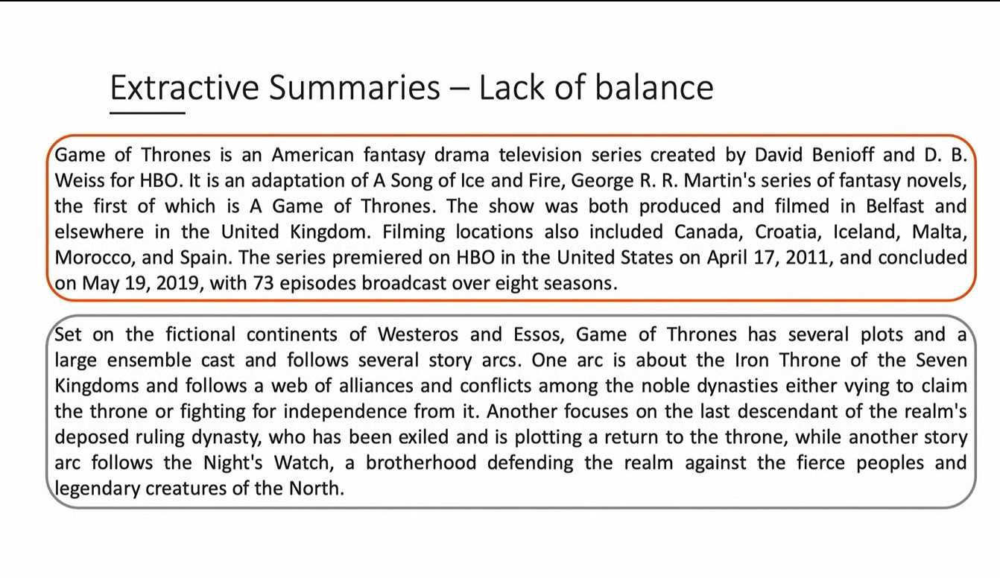 Extractive Summaries – Lack of balance
Game of Thrones is an American fantasy drama television series created by David Benioff and D. B.
Weiss for HBO. It is an adaptation of A Song of Ice and Fire, George R. R. Martin's series of fantasy novels,
the first of which is A Game of Thrones. The show was both produced and filmed in Belfast and
elsewhere in the United Kingdom. Filming locations also included Canada, Croatia, Iceland, Malta,
Morocco, and Spain. The series premiered on HBO in the United States on April 17, 2011, and concluded
on May 19, 2019, with 73 episodes broadcast over eight seasons.
Set on the fictional continents of Westeros and Essos, Game of Thrones has several plots and a
large ensemble cast and follows several story arcs. One arc is about the Iron Throne of the Seven
Kingdoms and follows a web of alliances and conflicts among the noble dynasties either vying to claim
the throne or fighting for independence from it. Another focuses on the last descendant of the realm's
deposed ruling dynasty, who has been exiled and is plotting a return to the throne, while another story
arc follows the Night's Watch, a brotherhood defending the realm against the fierce peoples and
legendary creatures of the North.